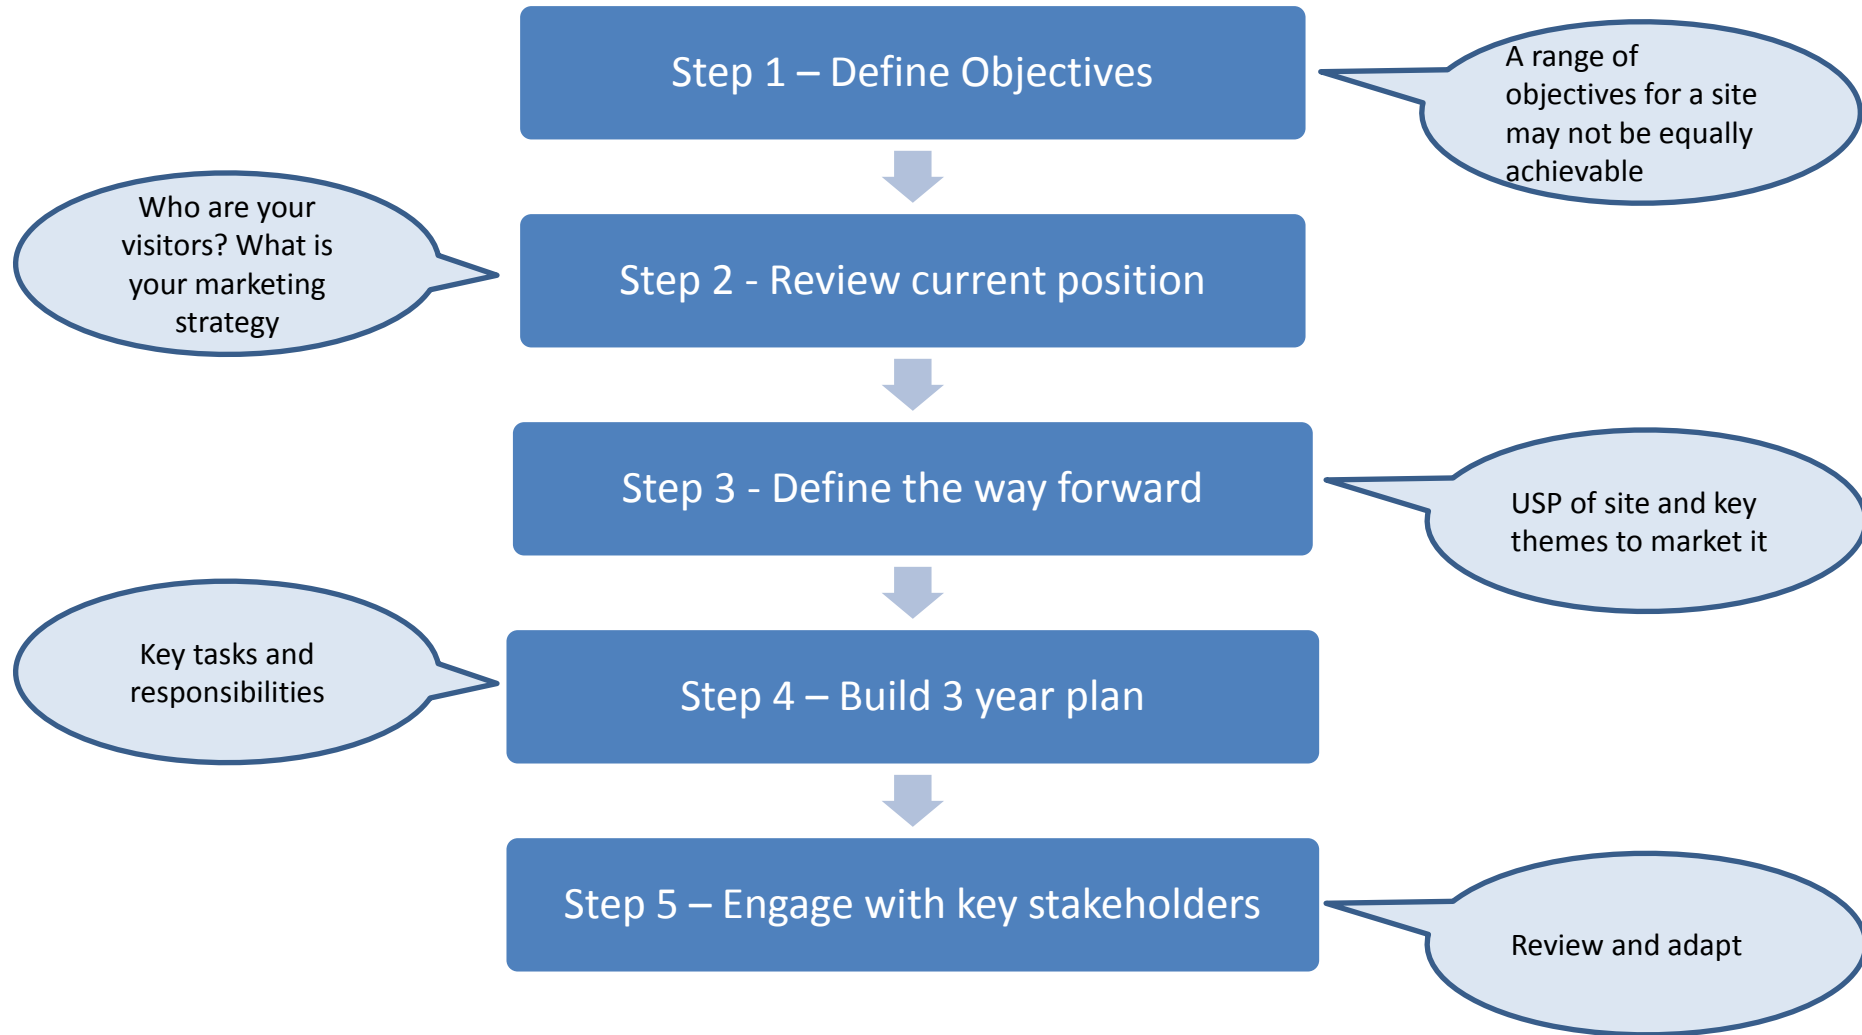 Step 1 – Define Objectives
A range of
objectives for a site
may not be equally
achievable
Who are your
visitors? What is
your marketing
strategy
Step 2 - Review current position
Step 3 - Define the way forward
USP of site and key
themes to market it
Key tasks and
responsibilities
Step 4 – Build 3 year plan
Step 5 – Engage with key stakeholders
Review and adapt